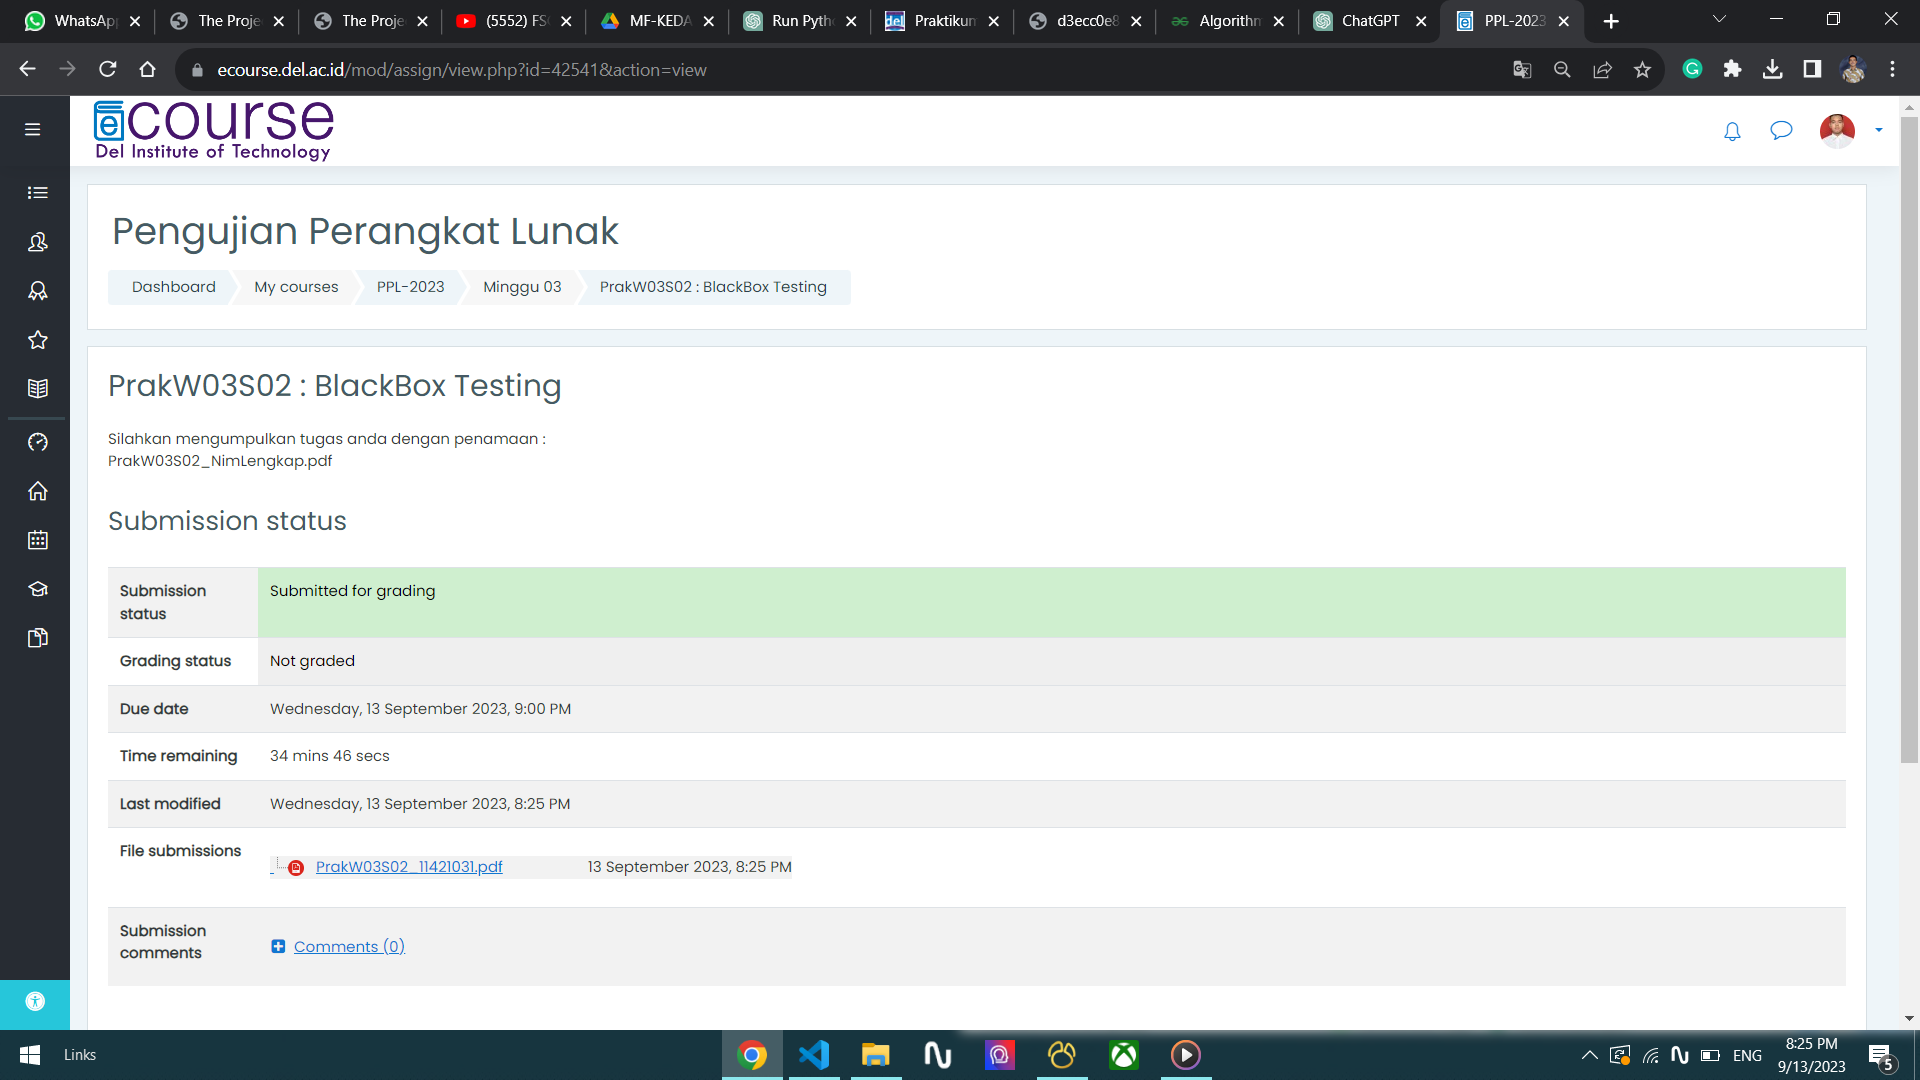 WhatsApp
The Proje
The Proje
(5552) FS
MF-KEDA
Run Pyth
Praktikum
d3ecc0e8
Algorithm
ChatGPT
PPL-2023
ecourse.del.ac.id/mod/assign/view.php?id=42541&action=view
ecourse
Del Institute of Technology
Pengujian Perangkat Lunak
Dashboard My courses PPL-2023 Minggu 03 PrakW03S02 : BlackBox Testing
PrakW03S02 : BlackBox Testing
Silahkan mengumpulkan tugas anda dengan penamaan :
PrakW03S02_NimLengkap.pdf
Submission status
Submission status Submitted for grading
Grading status Not graded
Due date Wednesday, 13 September 2023, 9:00 PM
Time remaining 34 mins 46 secs
Last modified Wednesday, 13 September 2023, 8:25 PM
File submissions
PrakW03S02_11421031.pdf 13 September 2023, 8:25 PM
Submission comments Comments (0)
Links
ENG
8:25 PM
9/13/2023
5